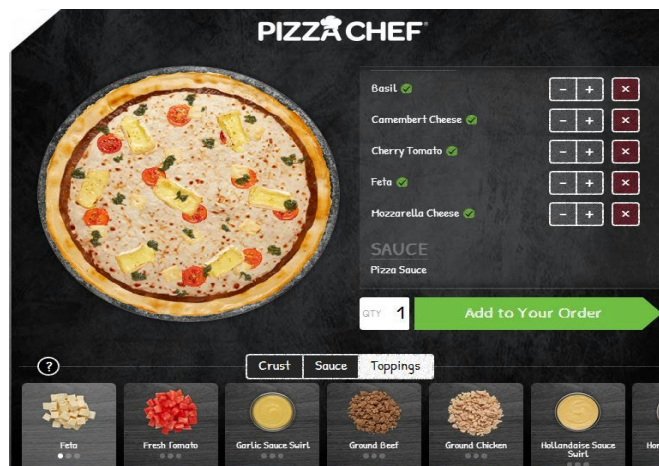 PIZZA CHEF
Basil
Camembert Cheese
Cherry Tomato
Feta
Mozzarella Cheese
SAUCE
Pizza Sauce
QTY 1 Add to Your Order
? Crust Sauce Toppings
Feta Fresh Tomato Garlic Sauce Swirl Ground Beef Ground Chicken Hollandaise Sauce
Swirl